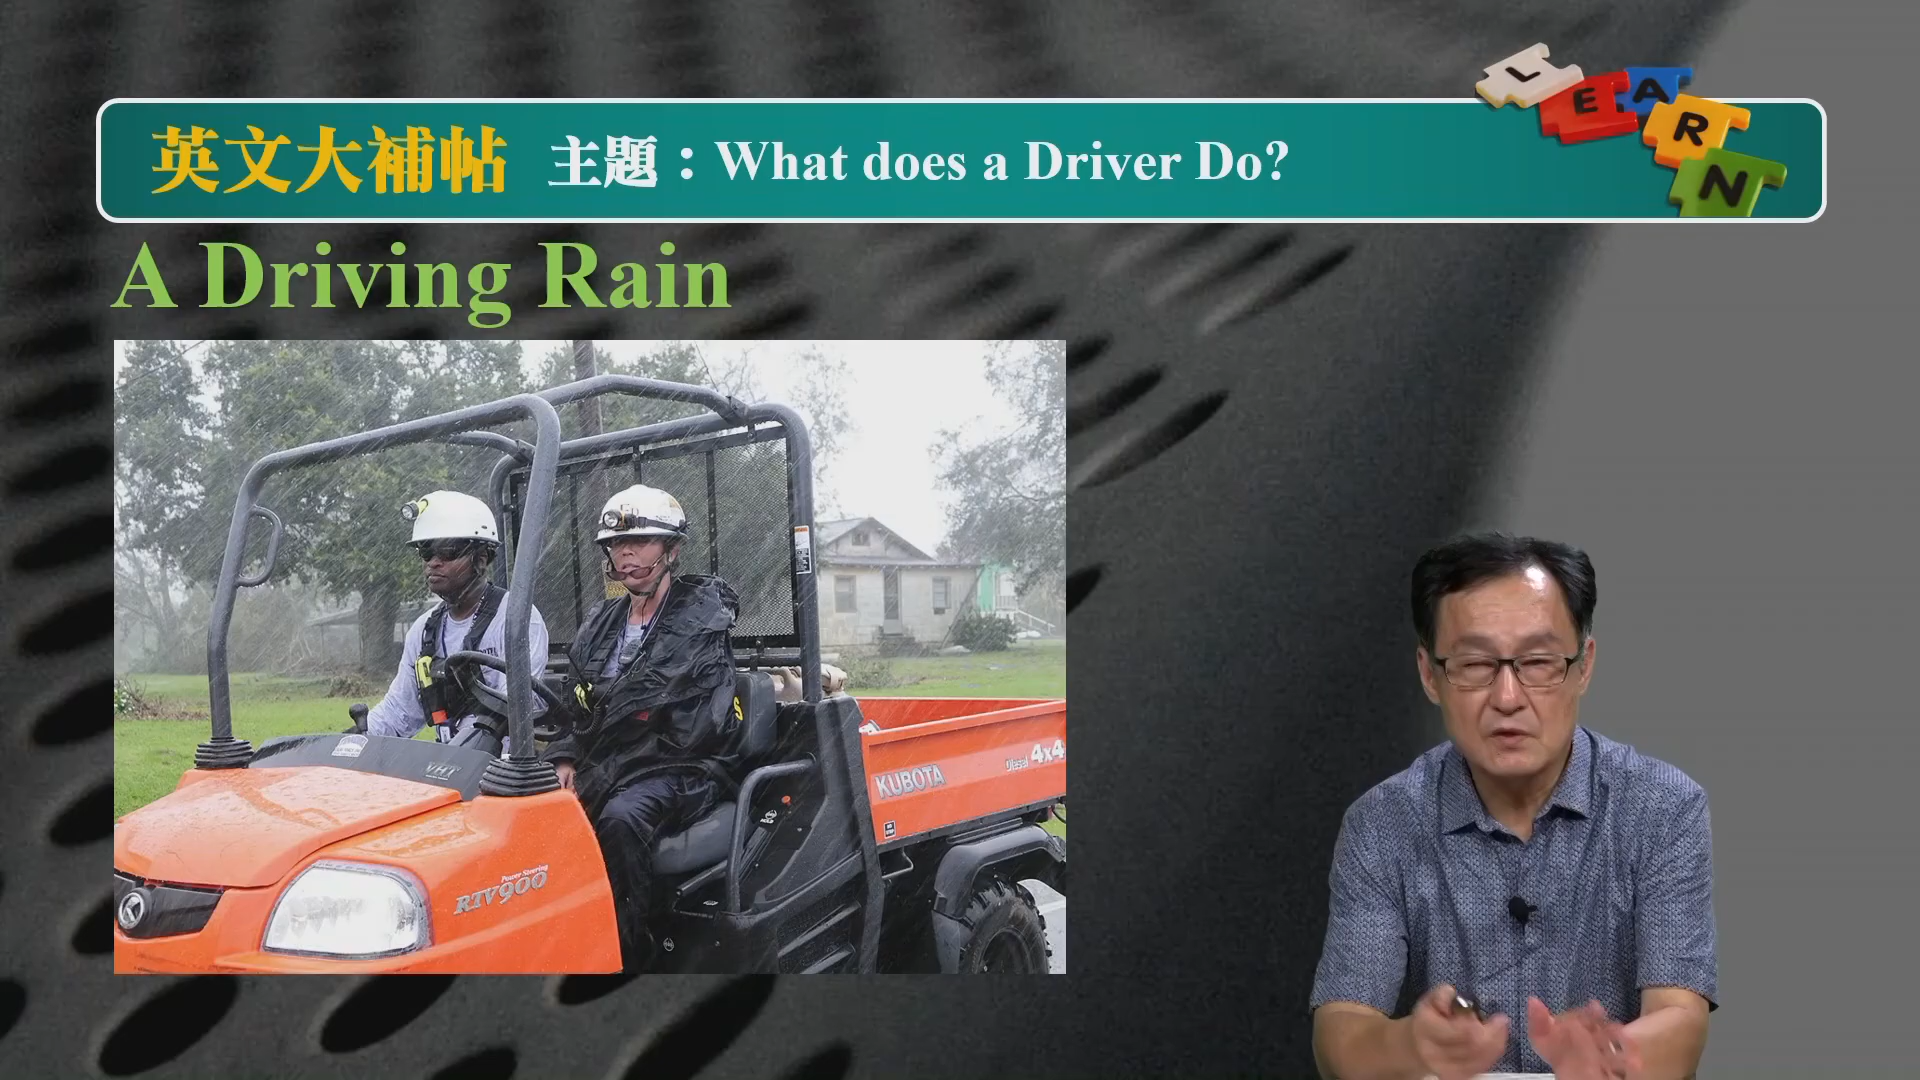 LEARN
英文大補帖 主題：What does a Driver Do?
A Driving Rain
VHT
KUBOTA
Diesel 4x4
Power Steering
RTV900